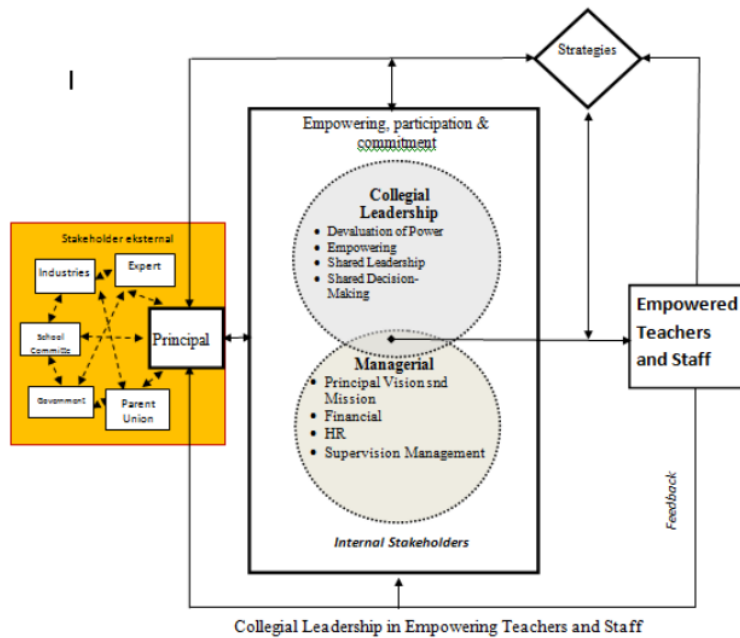 Strategies
Empowering, participation &
commitment
Collegial
Leadership
• Devaluation of Power
• Empowering
• Shared Leadership
• Shared Decision-
Making
Stakeholder eksternal
Industries
Expert
School
Committe
Principal
Government
Parent
Union
Managerial
• Principal Vision snd
Mission
• Financial
• HR
• Supervision Management
Internal Stakeholders
Empowered
Teachers
and Staff
Feedback
Collegial Leadership in Empowering Teachers and Staff